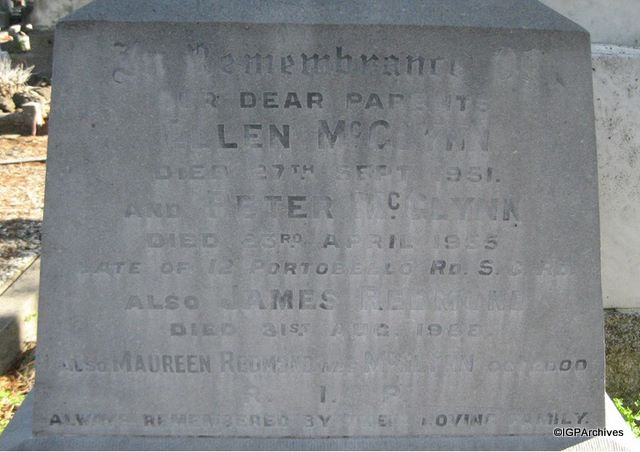 In Remembrance Of
OUR DEAR PARENTS
ELLEN McGLYNN
DIED 27TH SEPT. 1951.
AND PETER McGLYNN
DIED 23RD APRIL 1955
LATE OF 12 PORTOBELLO RD. S. C. RD.
ALSO JAMES REDMOND
DIED 31ST AUG. 1988
ALSO MAUREEN REDMOND NEE McGLYNN 2000
R. I. P.
ALWAYS REMEMBERED BY THEIR LOVING FAMILY.
©IGPArchives